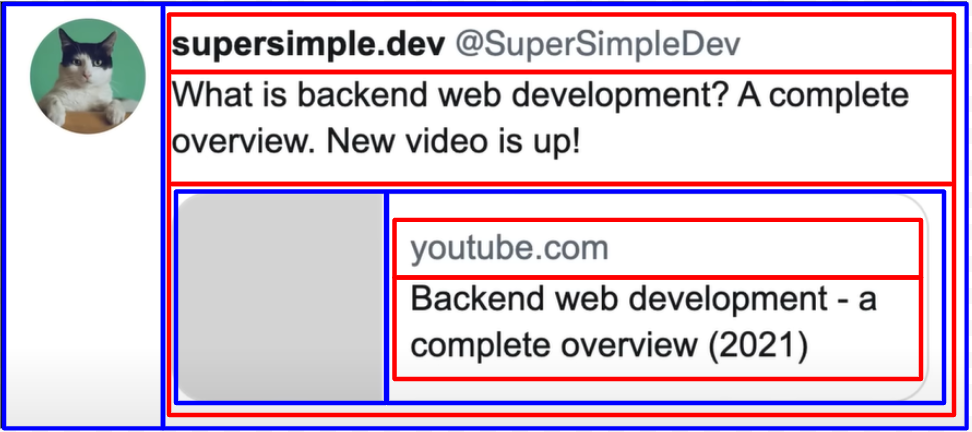 supersimple.dev @SuperSimpleDev
What is backend web development? A complete
overview. New video is up!
youtube.com
Backend web development - a
complete overview (2021)